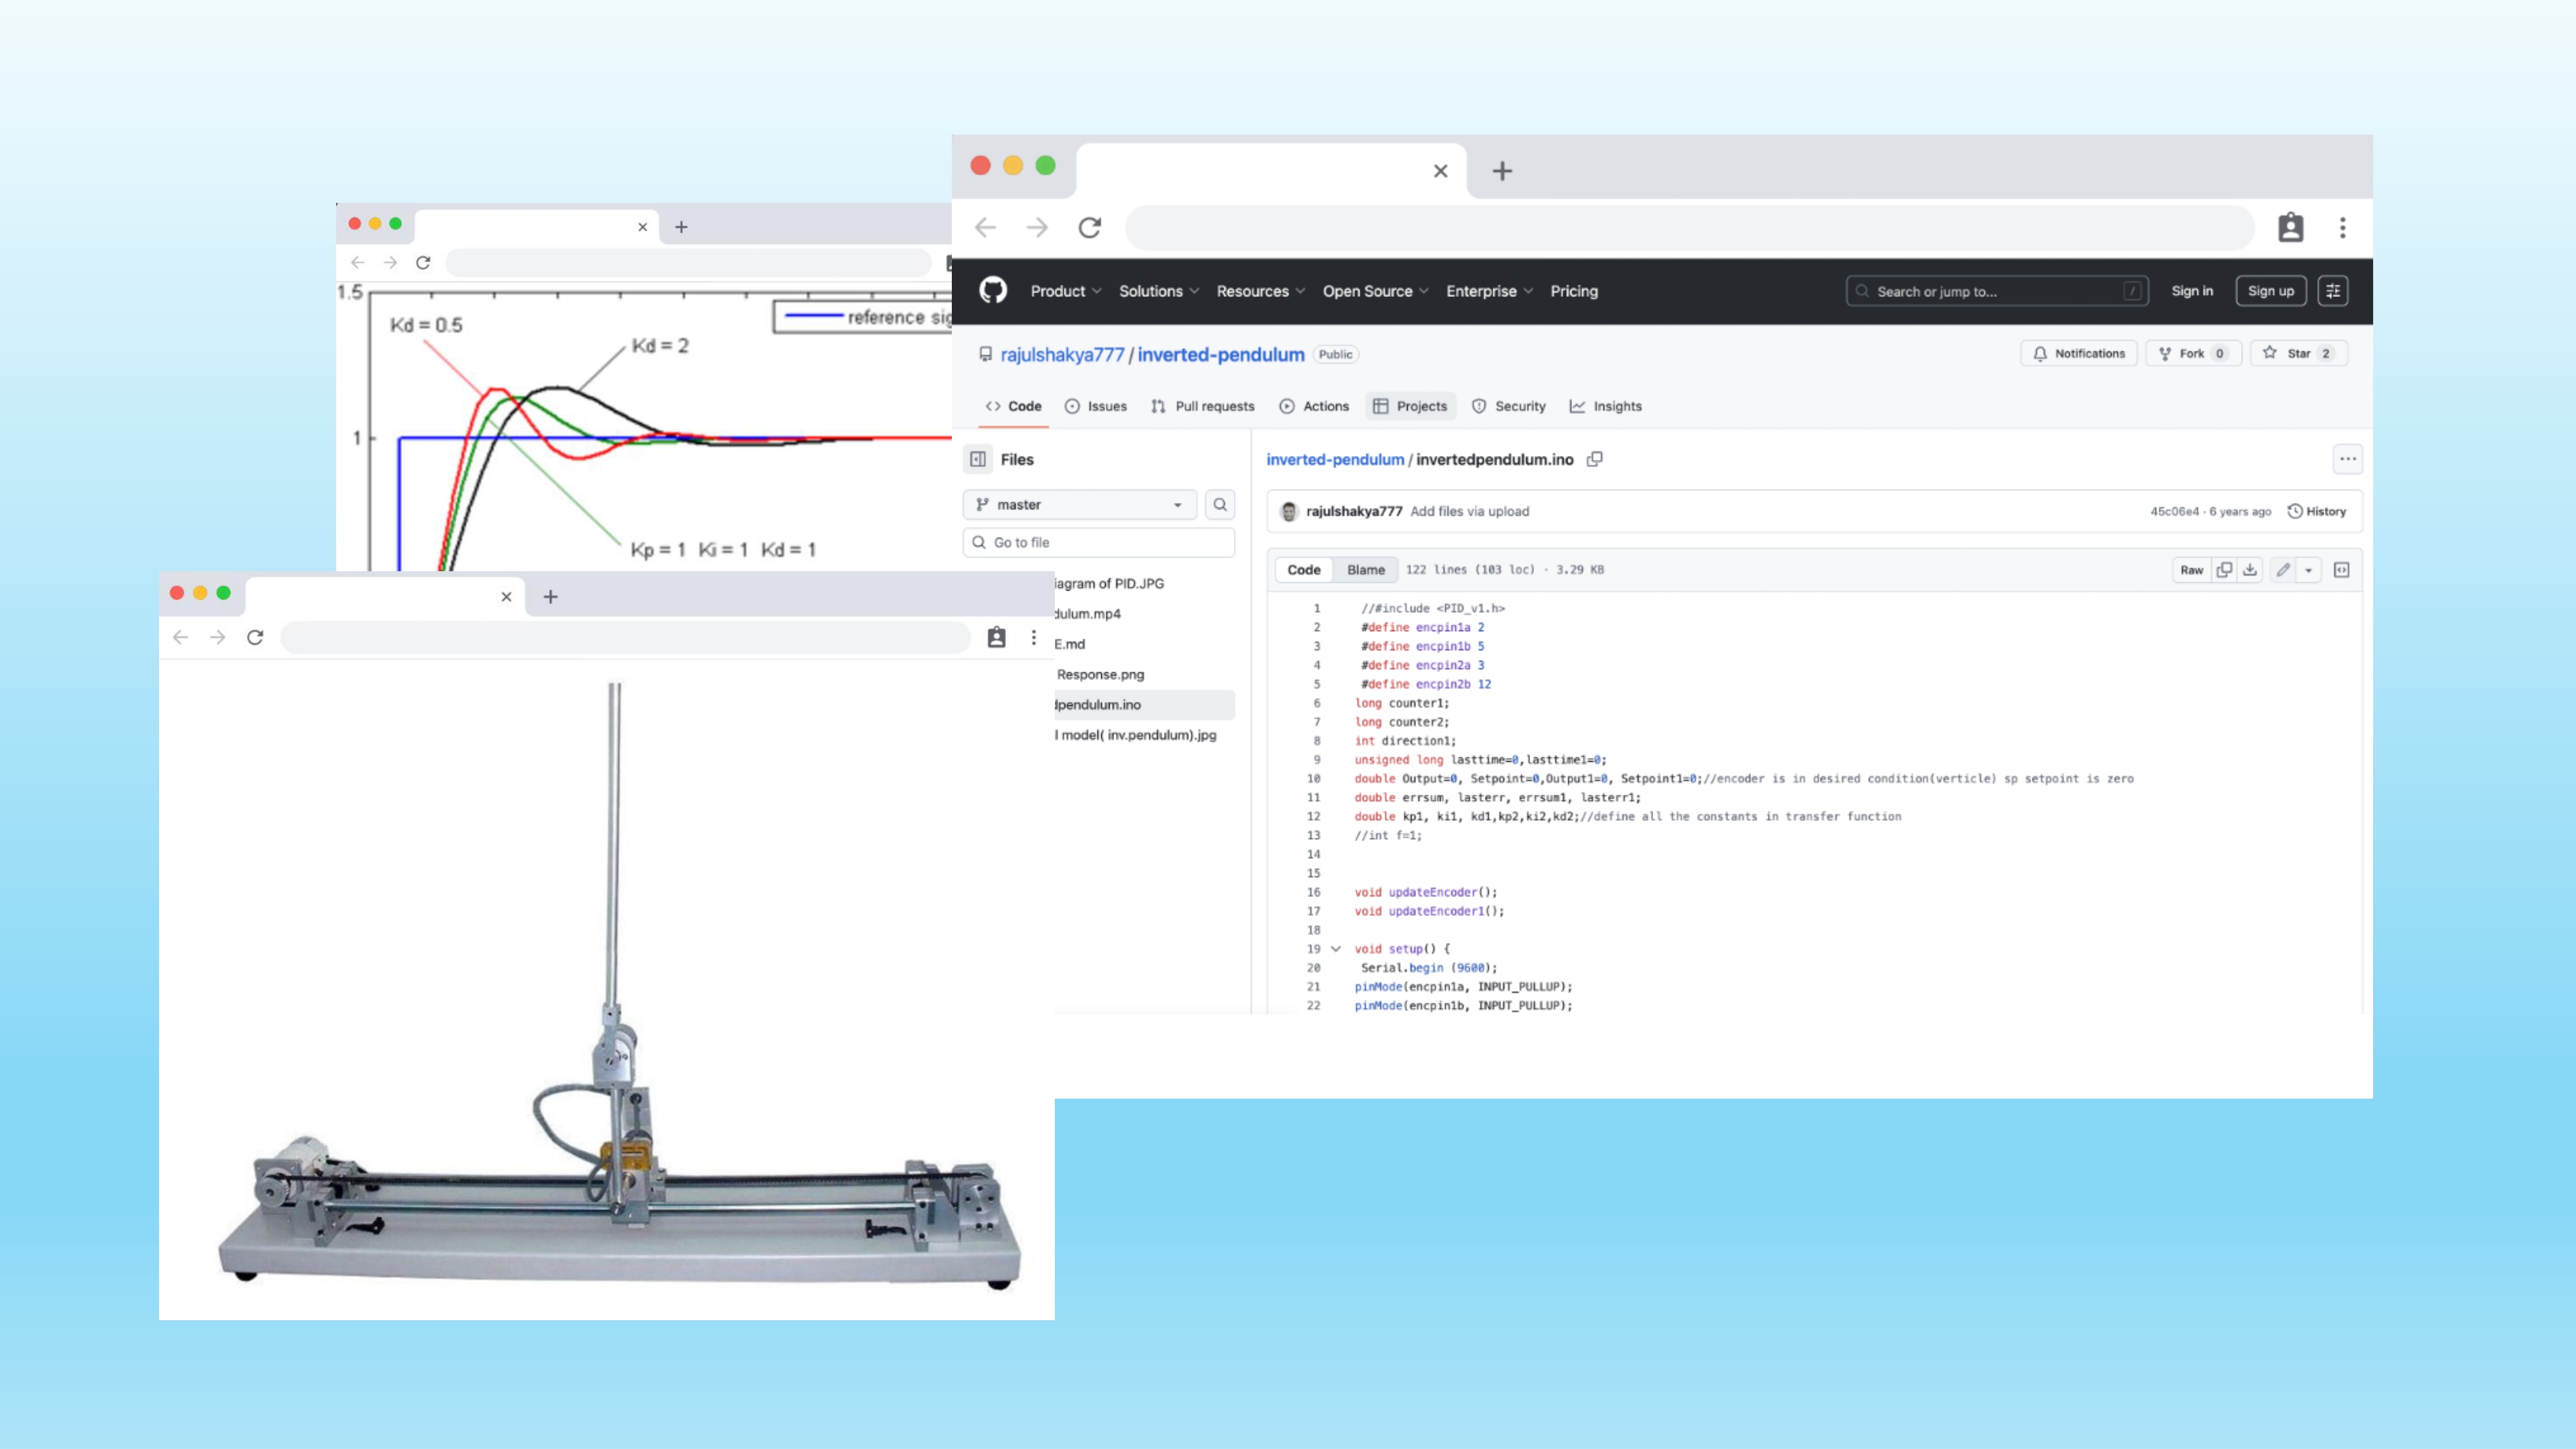 1.5
Kd = 0.5
Kd = 2
reference sig
1
Kp = 1 Ki = 1 Kd = 1
Product
Solutions
Resources
Open Source
Enterprise
Pricing
Search or jump to...
/
Sign in
Sign up
rajulshakya777 / inverted-pendulum
Public
Notifications
Fork 0
Star 2
Code
Issues
Pull requests
Actions
Projects
Security
Insights
Files
master
Go to file
iagram of PID.JPG
dulum.mp4
E.md
Response.png
dpendulum.ino
l model( inv.pendulum).jpg
inverted-pendulum / invertedpendulum.ino
rajulshakya777 Add files via upload
45c06e4 · 6 years ago
History
Code
Blame
122 lines (103 loc) · 3.29 KB
Raw
1 //#include <PID_v1.h>
2 #define encpin1a 2
3 #define encpin1b 5
4 #define encpin2a 3
5 #define encpin2b 12
6 long counter1;
7 long counter2;
8 int direction1;
9 unsigned long lasttime=0,lasttime1=0;
10 double Output=0, Setpoint=0,Output1=0, Setpoint1=0;//encoder is in desired condition(verticle) sp setpoint is zero
11 double errsum, lasterr, errsum1, lasterr1;
12 double kp1, ki1, kd1,kp2,ki2,kd2;//define all the constants in transfer function
13 //int f=1;
14
15
16 void updateEncoder();
17 void updateEncoder1();
18
19 void setup() {
20 Serial.begin (9600);
21 pinMode(encpin1a, INPUT_PULLUP);
22 pinMode(encpin1b, INPUT_PULLUP);